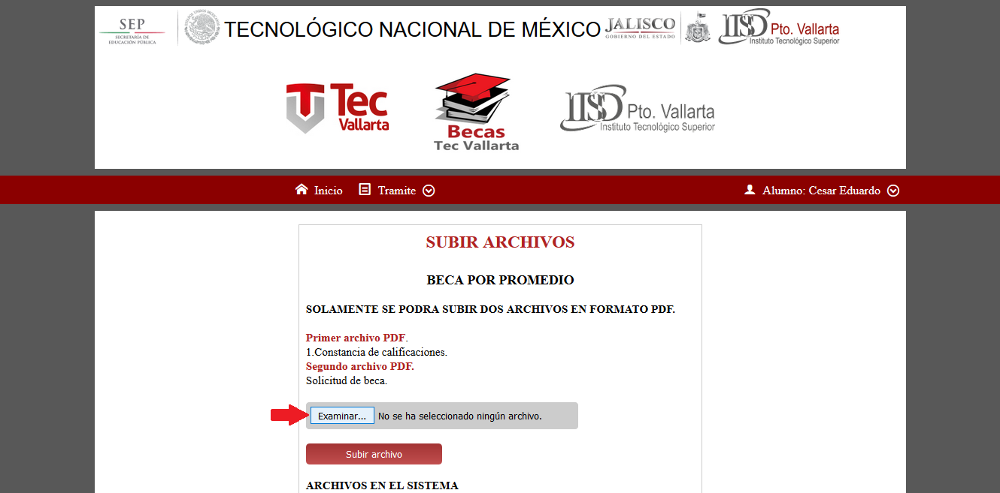 SEP
SECRETARÍA DE
EDUCACIÓN PÚBLICA
TECNOLÓGICO NACIONAL DE MÉXICO
JALISCO
GOBIERNO DEL ESTADO
ITS Pto. Vallarta
Instituto Tecnológico Superior
Tec
Vallarta
Becas
Tec Vallarta
ITS Pto. Vallarta
Instituto Tecnológico Superior
Inicio Tramite Alumno: Cesar Eduardo
SUBIR ARCHIVOS
BECA POR PROMEDIO
SOLAMENTE SE PODRA SUBIR DOS ARCHIVOS EN FORMATO PDF.
Primer archivo PDF.
1.Constancia de calificaciones.
Segundo archivo PDF.
Solicitud de beca.
Examinar... No se ha seleccionado ningún archivo.
Subir archivo
ARCHIVOS EN EL SISTEMA